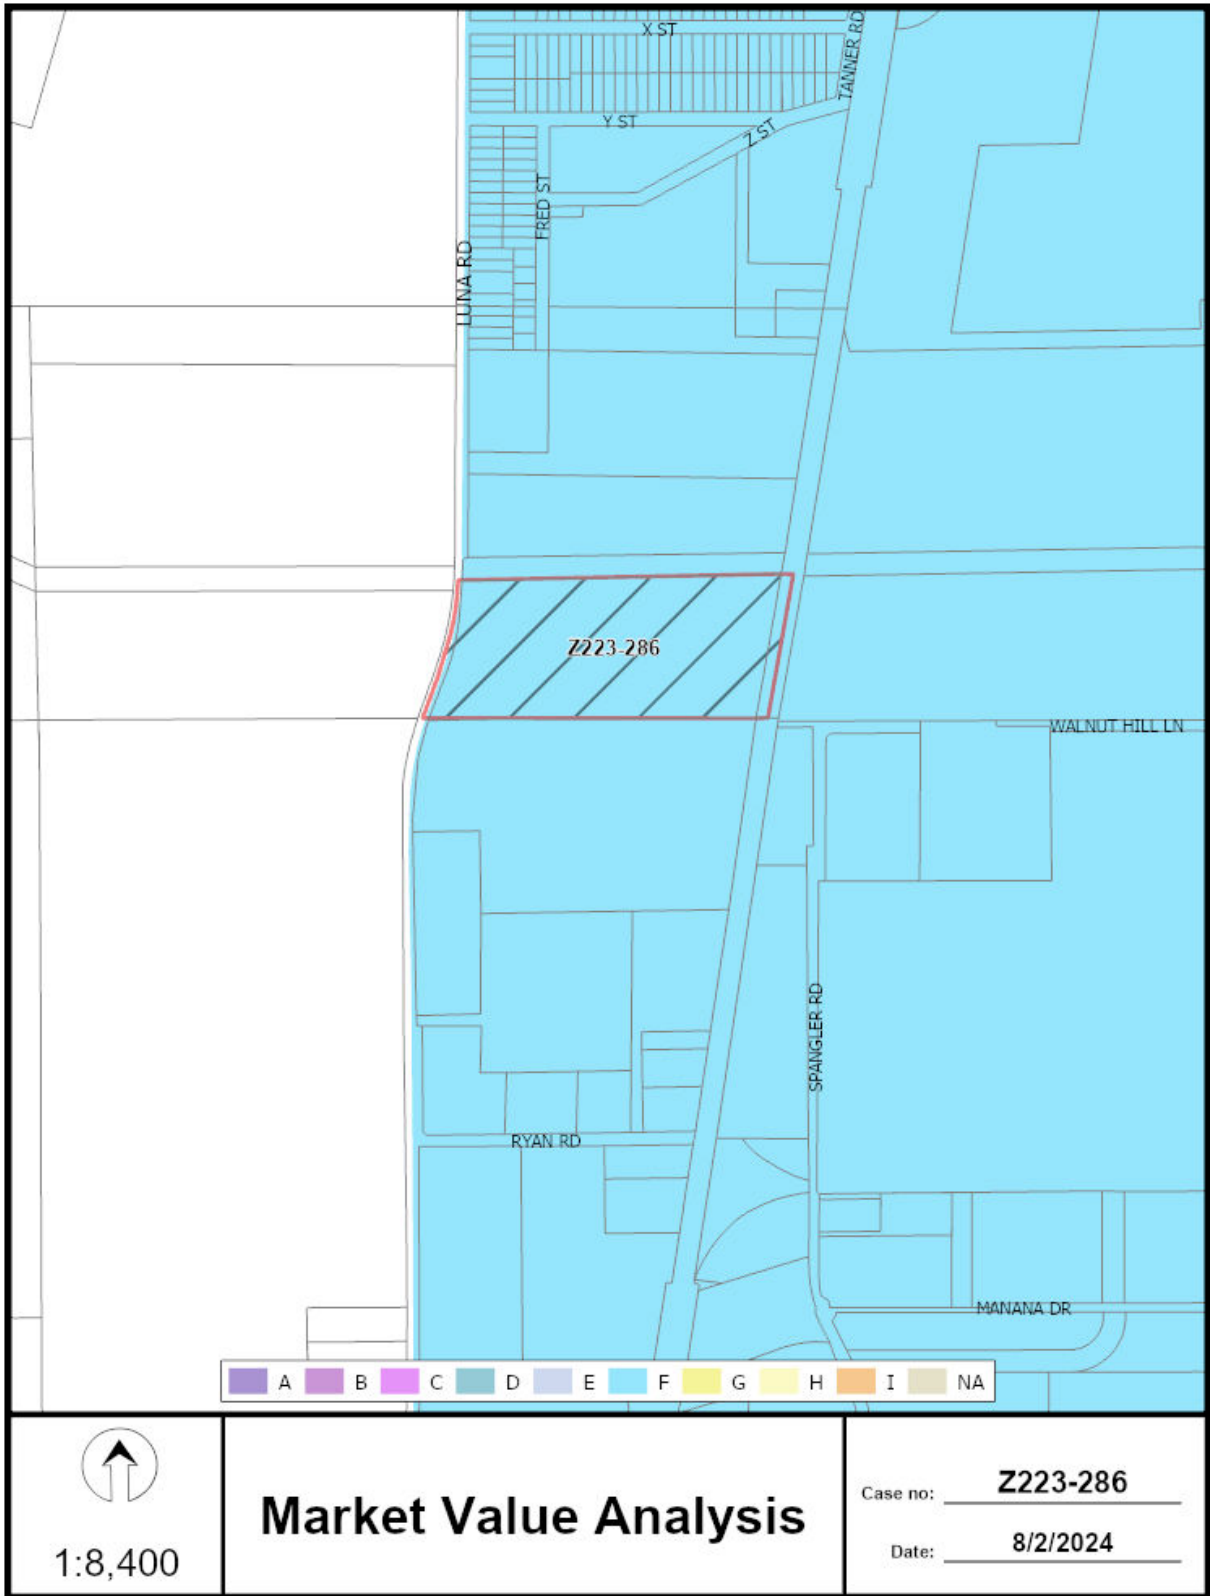 X ST
TANNER RD
Y ST
Z ST
FRED ST
LUNA RD
Z223-286
WALNUT HILL LN
SPANGLER RD
RYAN RD
MANANA DR
A B C D E F G H I NA
1:8,400
Market Value Analysis
Case no: Z223-286
Date: 8/2/2024